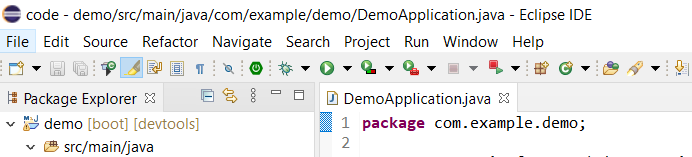 code - demo/src/main/java/com/example/demo/DemoApplication.java - Eclipse IDE
File Edit Source Refactor Navigate Search Project Run Window Help
Package Explorer
demo [boot] [devtools]
src/main/java
DemoApplication.java
1 package com.example.demo;
2